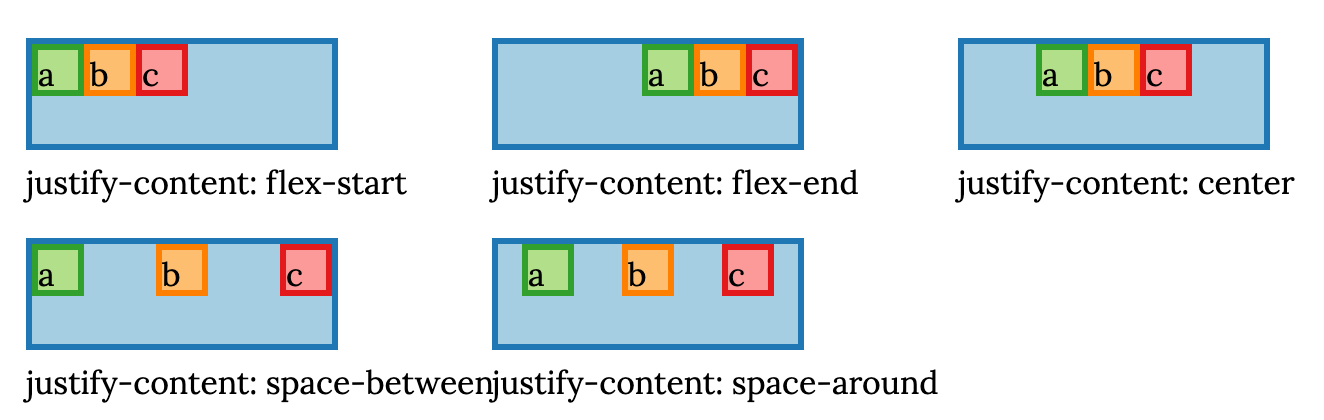 a b c a b c a b c
justify-content: flex-start justify-content: flex-end justify-content: center
a b c a b c
justify-content: space-between justify-content: space-around